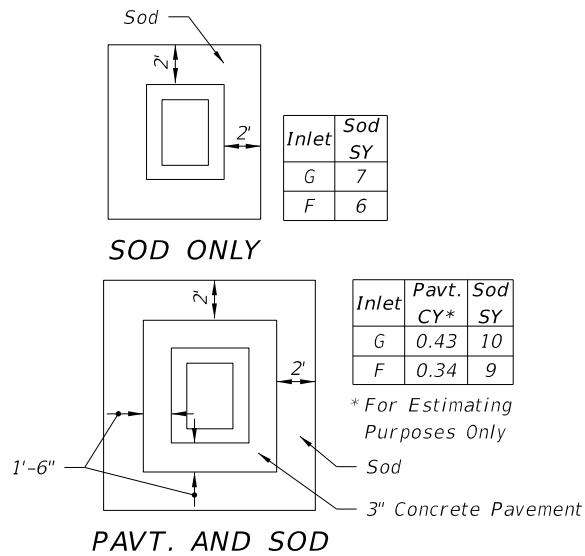 Sod
2'
2'
Inlet Sod SY
G 7
F 6
SOD ONLY
2'
2'
Inlet Pavt. CY* Sod SY
G 0.43 10
F 0.34 9
* For Estimating
Purposes Only
1'-6"
Sod
3" Concrete Pavement
PAVT. AND SOD